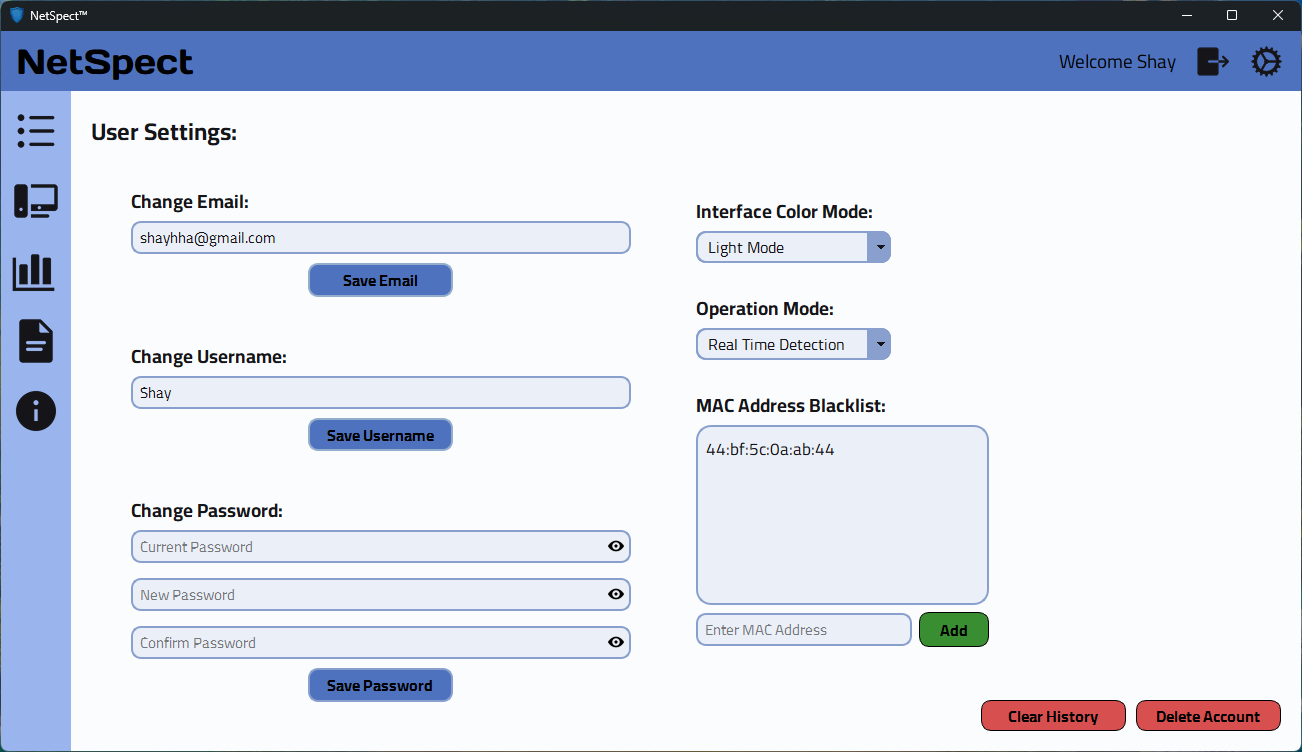 NetSpect™
NetSpect
Welcome Shay
User Settings:
Change Email:
shayhha@gmail.com
Save Email
Change Username:
Shay
Save Username
Change Password:
Current Password
New Password
Confirm Password
Save Password
Interface Color Mode:
Light Mode
Operation Mode:
Real Time Detection
MAC Address Blacklist:
44:bf:5c:0a:ab:44
Enter MAC Address
Add
Clear History
Delete Account